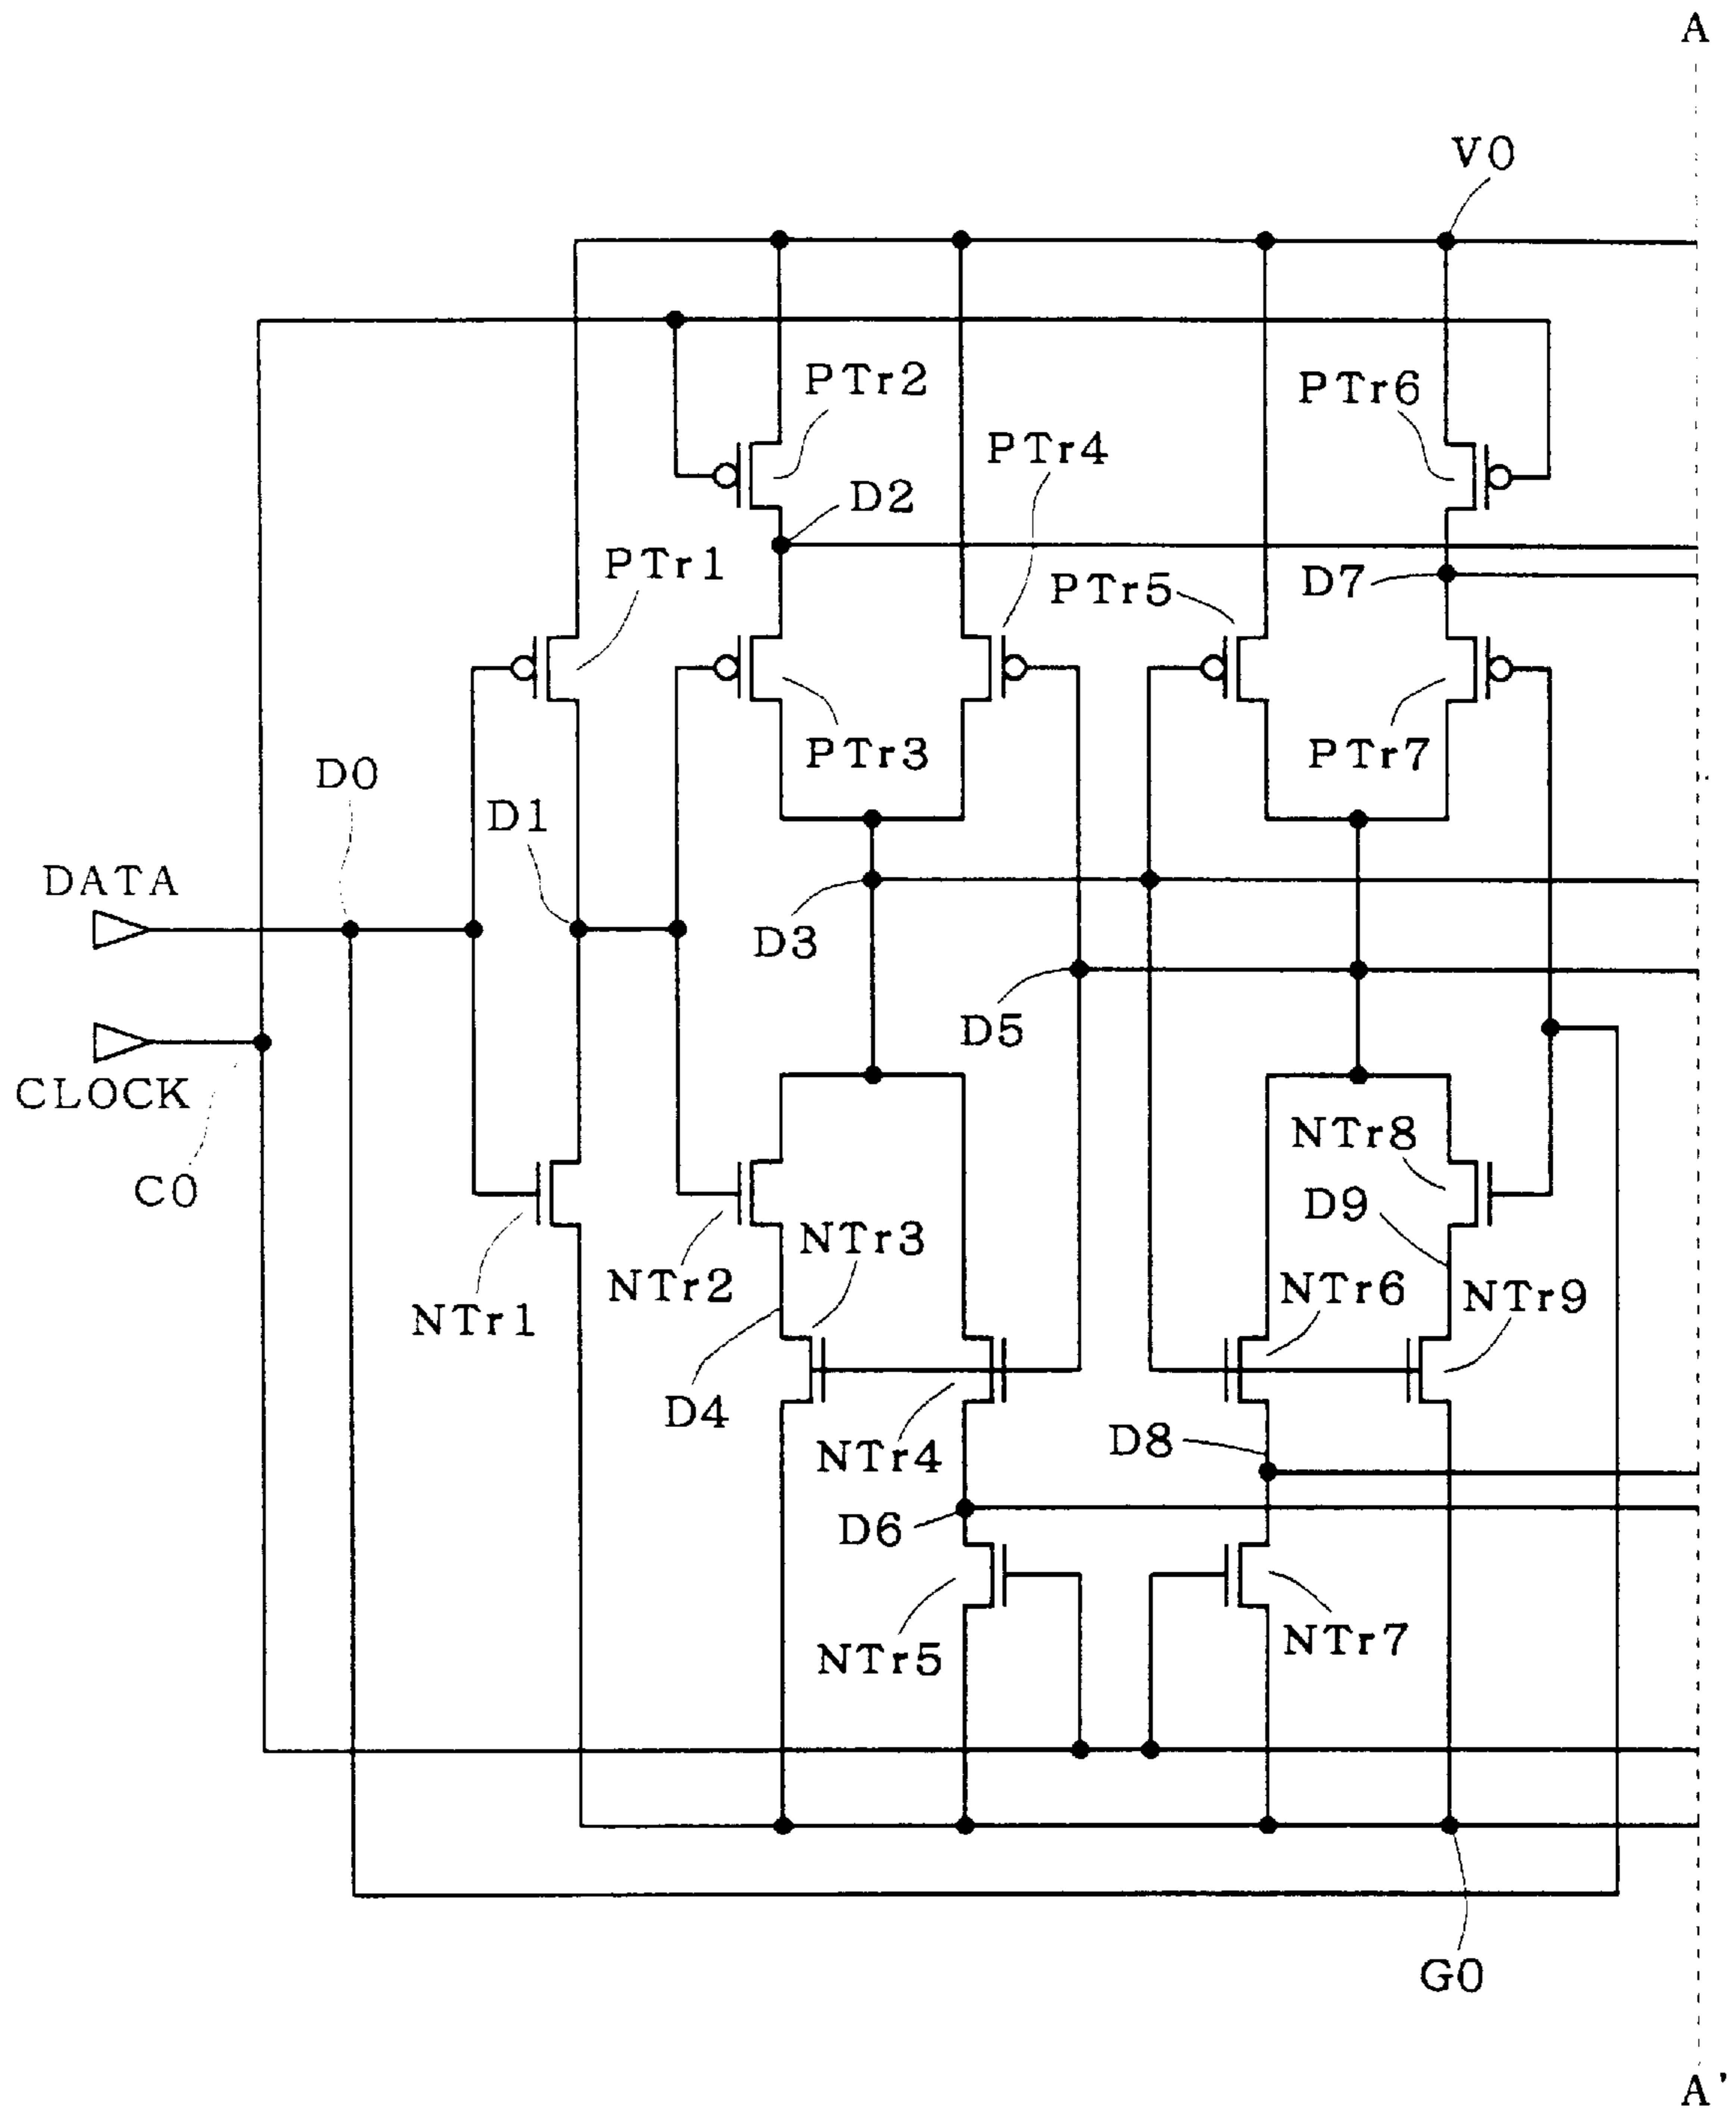 A
V0
PTr2
PTr6
PTr4
D2
PTr1
PTr5
D7
PTr3
PTr7
D0
D1
DATA
D3
D5
CLOCK
NTr8
C0
D9
NTr3
NTr2
NTr6
NTr9
NTr1
D4
D8
NTr4
D6
NTr7
NTr5
G0
A'